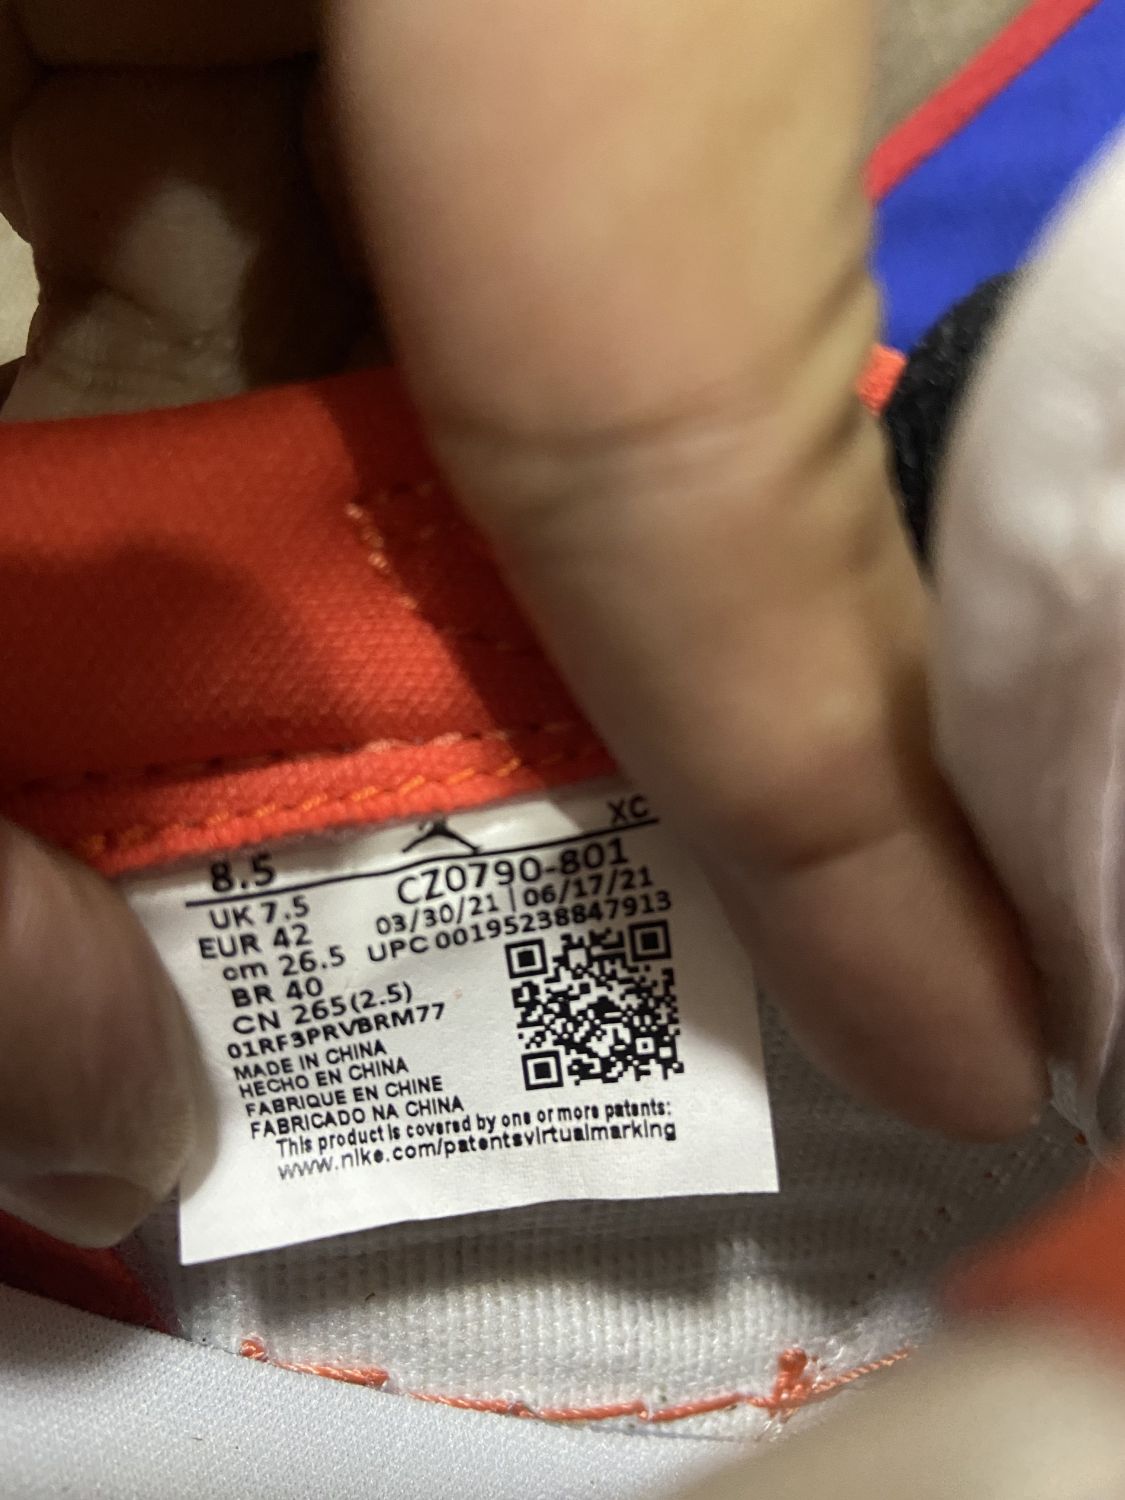 8.5 XC
UK 7.5 CZ0790-801
EUR 42 03/30/21 | 06/17/21
cm 26.5 UPC 00195238847913
BR 40
CN 265(2.5)
01RF3PRVBRM77
MADE IN CHINA
HECHO EN CHINA
FABRIQUE EN CHINE
FABRICADO NA CHINA
This product is covered by one or more patents:
www.nike.com/patentsvirtualmarking